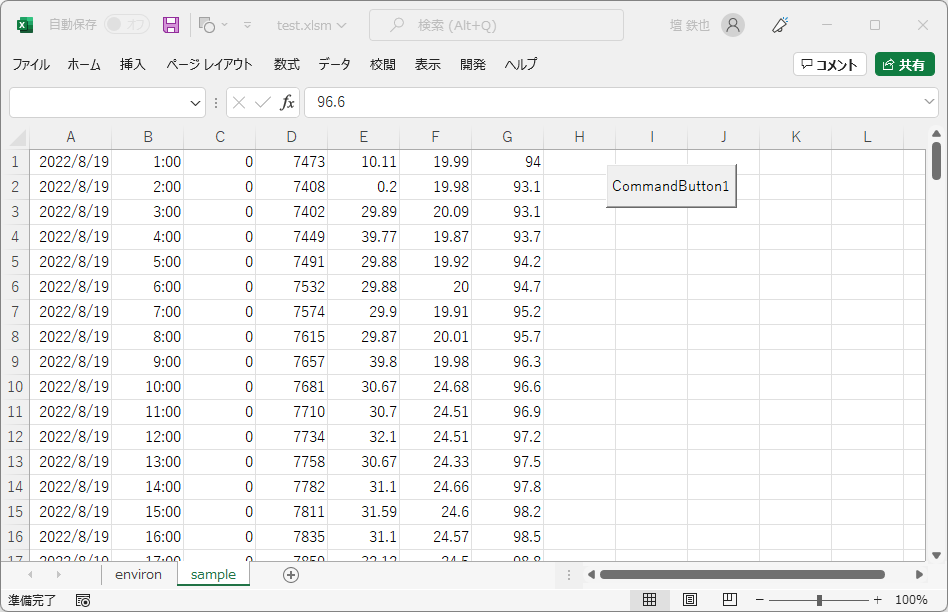 自動保存 オフ test.xlsm 検索 (Alt+Q) 増 鉄也
ファイル ホーム 挿入 ページ レイアウト 数式 データ 校閲 表示 開発 ヘルプ コメント 共有
fx 96.6
A B C D E F G H I J K L
1 2022/8/19 1:00 0 7473 10.11 19.99 94
2 2022/8/19 2:00 0 7408 0.2 19.98 93.1 CommandButton1
3 2022/8/19 3:00 0 7402 29.89 20.09 93.1
4 2022/8/19 4:00 0 7449 39.77 19.87 93.7
5 2022/8/19 5:00 0 7491 29.88 19.92 94.2
6 2022/8/19 6:00 0 7532 29.88 20 94.7
7 2022/8/19 7:00 0 7574 29.9 19.91 95.2
8 2022/8/19 8:00 0 7615 29.87 20.01 95.7
9 2022/8/19 9:00 0 7657 39.8 19.98 96.3
10 2022/8/19 10:00 0 7681 30.67 24.68 96.6
11 2022/8/19 11:00 0 7710 30.7 24.51 96.9
12 2022/8/19 12:00 0 7734 32.1 24.51 97.2
13 2022/8/19 13:00 0 7758 30.67 24.33 97.5
14 2022/8/19 14:00 0 7782 31.1 24.66 97.8
15 2022/8/19 15:00 0 7811 31.59 24.6 98.2
16 2022/8/19 16:00 0 7835 31.1 24.57 98.5
17 2022/8/19 17:00 0 7859 32.12 24.5 98.8
environ sample
準備完了 100%